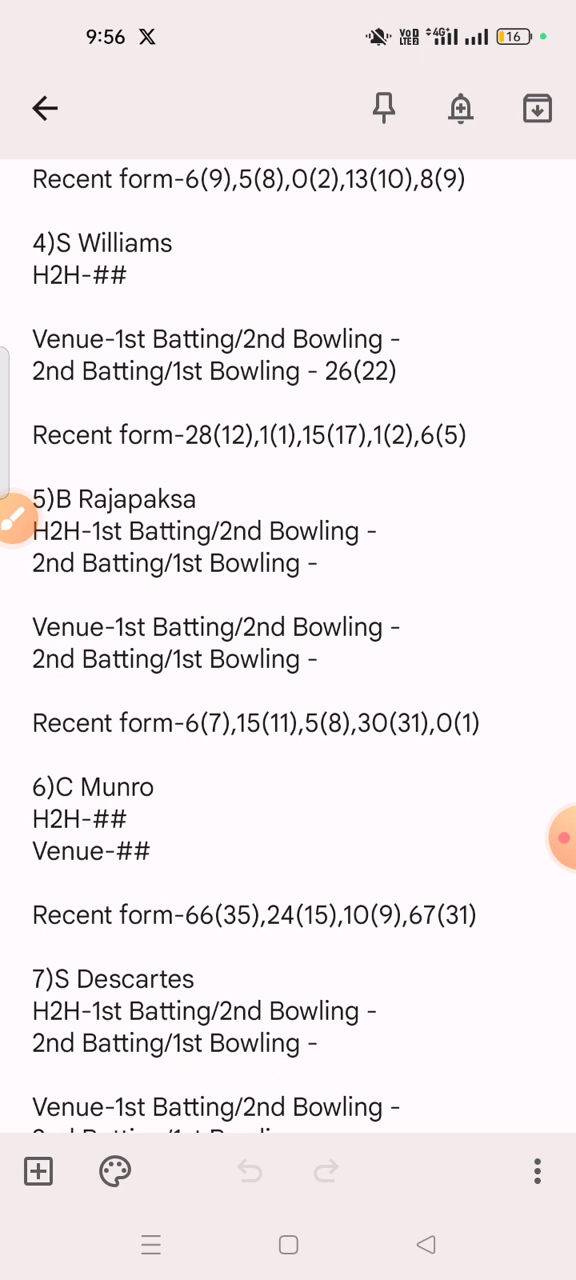 9:56 X
VoD LTE2 4G+ 16
Recent form-6(9),5(8),0(2),13(10),8(9)
4)S Williams
H2H-##
Venue-1st Batting/2nd Bowling -
2nd Batting/1st Bowling - 26(22)
Recent form-28(12),1(1),15(17),1(2),6(5)
5)B Rajapaksa
H2H-1st Batting/2nd Bowling -
2nd Batting/1st Bowling -
Venue-1st Batting/2nd Bowling -
2nd Batting/1st Bowling -
Recent form-6(7),15(11),5(8),30(31),0(1)
6)C Munro
H2H-##
Venue-##
Recent form-66(35),24(15),10(9),67(31)
7)S Descartes
H2H-1st Batting/2nd Bowling -
2nd Batting/1st Bowling -
Venue-1st Batting/2nd Bowling -